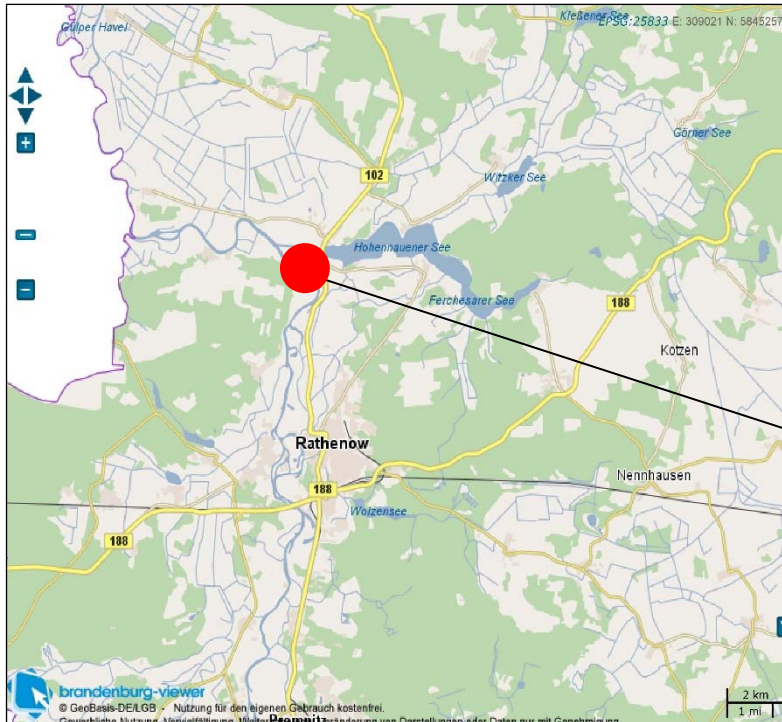 Kleßener See
Gülper Havel
EPSG:25833 E: 309021 N: 5845257
Görner See
102
Witzker See
Hohennauener See
Ferchesarer See
188
Kotzen
Rathenow
Nennhausen
188
Wolzensee
188
brandenburg-viewer
© GeoBasis-DE/LGB - Nutzung für den eigenen Gebrauch kostenfrei.
Premnitz
2 km
1 mi